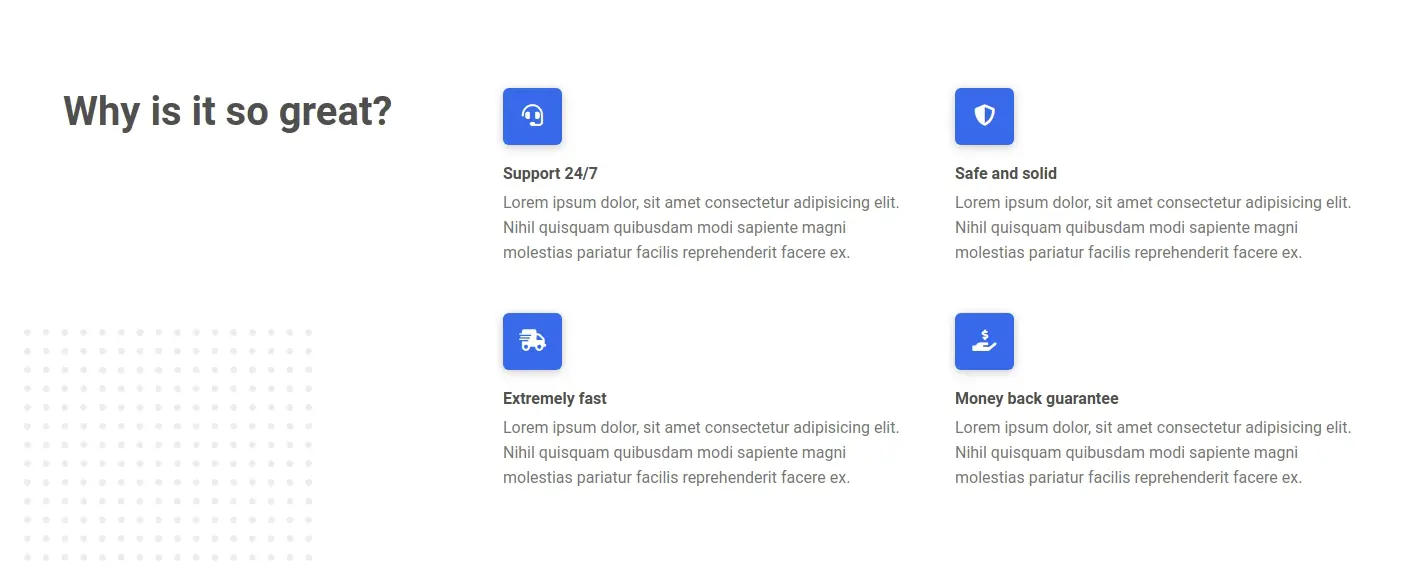 Why is it so great?
Support 24/7
Lorem ipsum dolor, sit amet consectetur adipisicing elit.
Nihil quisquam quibusdam modi sapiente magni
molestias pariatur facilis reprehenderit facere ex.
Safe and solid
Lorem ipsum dolor, sit amet consectetur adipisicing elit.
Nihil quisquam quibusdam modi sapiente magni
molestias pariatur facilis reprehenderit facere ex.
Extremely fast
Lorem ipsum dolor, sit amet consectetur adipisicing elit.
Nihil quisquam quibusdam modi sapiente magni
molestias pariatur facilis reprehenderit facere ex.
$
Money back guarantee
Lorem ipsum dolor, sit amet consectetur adipisicing elit.
Nihil quisquam quibusdam modi sapiente magni
molestias pariatur facilis reprehenderit facere ex.